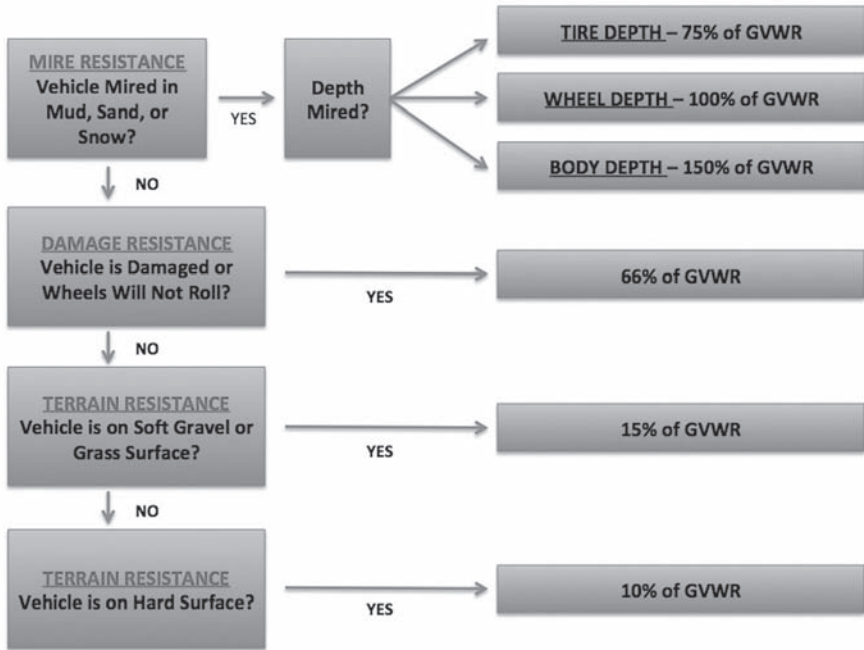 MIRE RESISTANCE
Vehicle Mired in
Mud, Sand, or
Snow?
YES
Depth
Mired?
TIRE DEPTH – 75% of GVWR
WHEEL DEPTH – 100% of GVWR
BODY DEPTH – 150% of GVWR
NO
DAMAGE RESISTANCE
Vehicle is Damaged or
Wheels Will Not Roll?
YES
66% of GVWR
NO
TERRAIN RESISTANCE
Vehicle is on Soft Gravel or
Grass Surface?
YES
15% of GVWR
NO
TERRAIN RESISTANCE
Vehicle is on Hard Surface?
YES
10% of GVWR